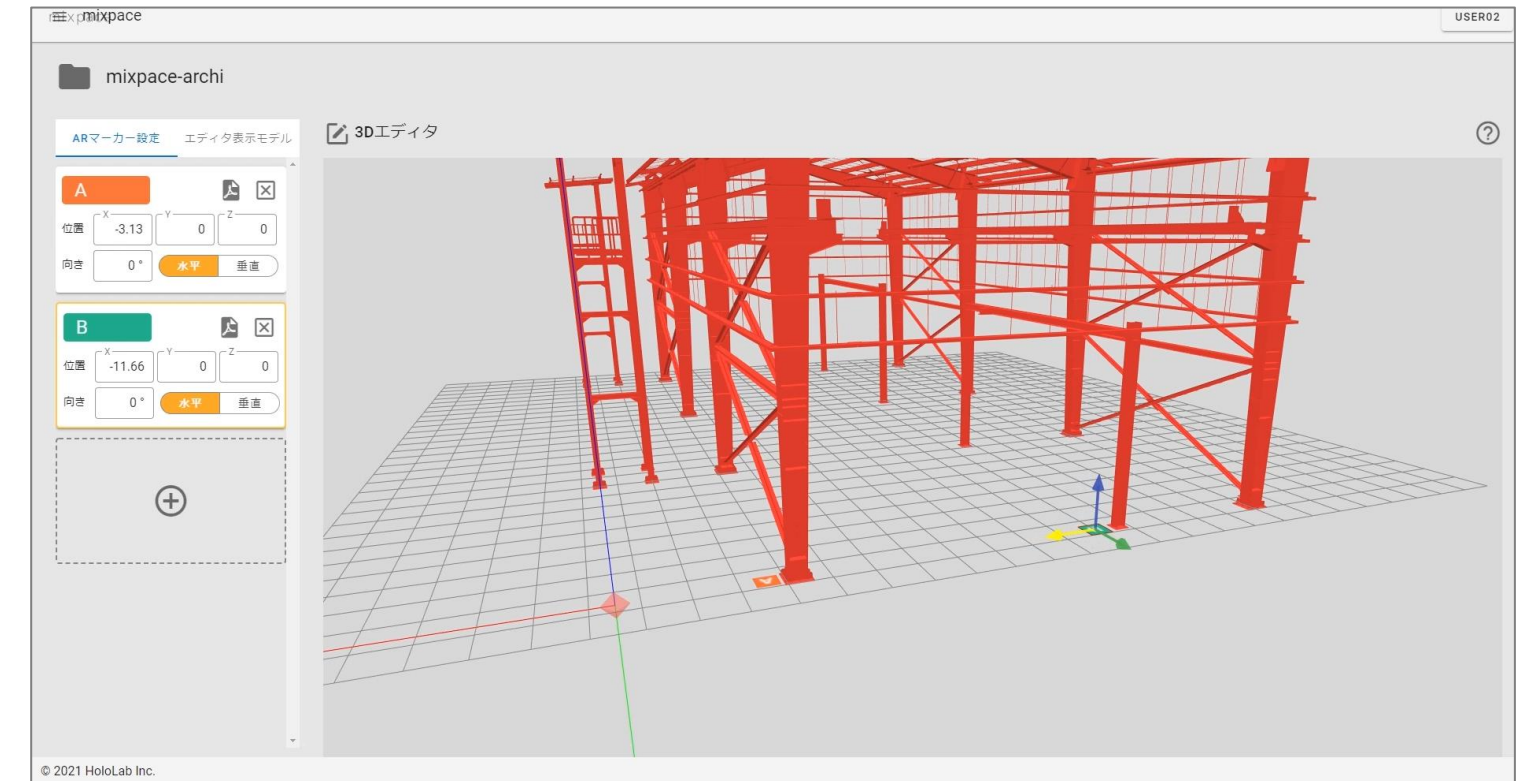 mixpace
USER02
mixpace-archi
ARマーカー設定 エディタ表示モデル
3Dエディタ
A
位置 X -3.13 Y 0 Z 0
向き 0° 水平 垂直
B
位置 X -11.66 Y 0 Z 0
向き 0° 水平 垂直
© 2021 HoloLab Inc.